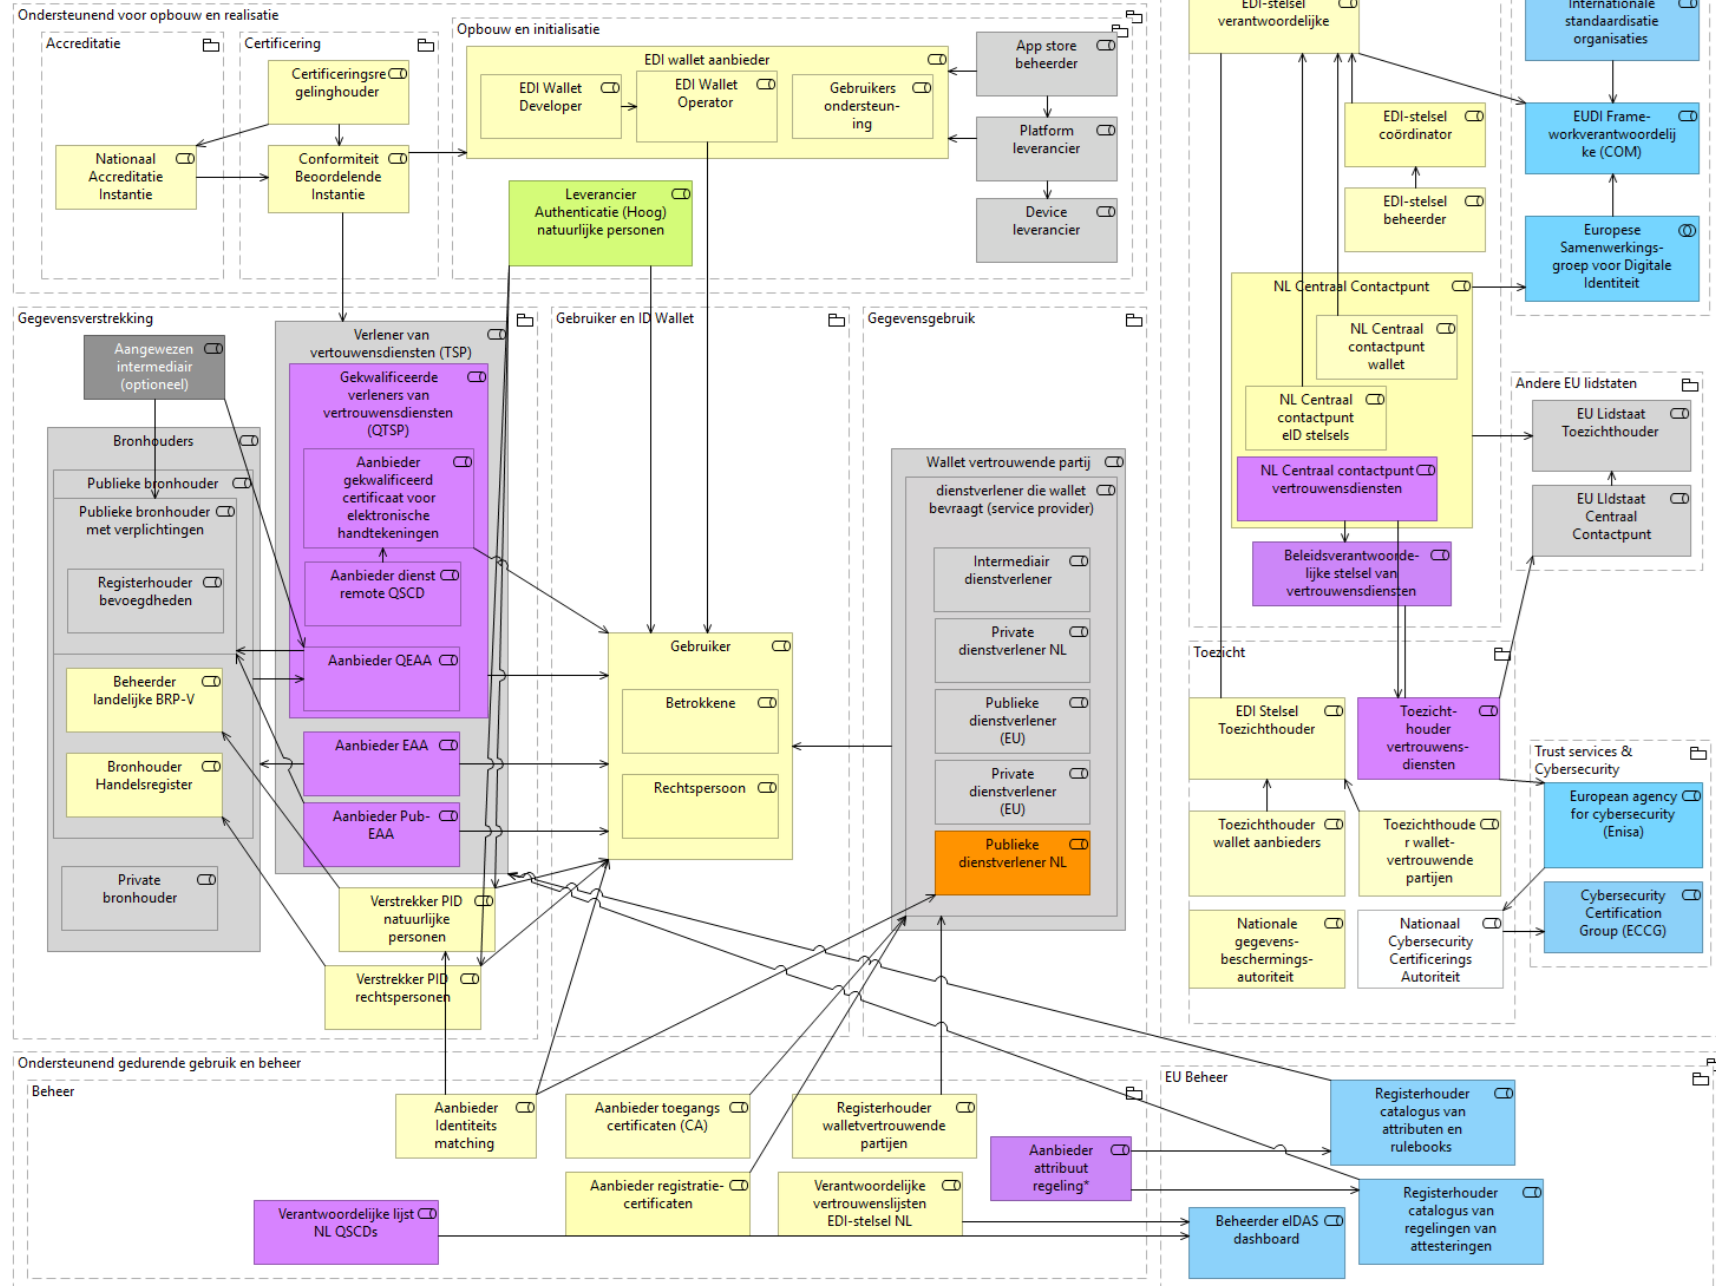 Ondersteunend voor opbouw en realisatie
Accreditatie
Certificering
Certificeringsre
gelinghouder
Nationaal
Accreditatie
Instantie
Conformiteit
Beoordelende
Instantie
Opbouw en initialisatie
EDI wallet aanbieder
EDI Wallet
Developer
EDI Wallet
Operator
Gebruikers
ondersteun-
ing
App store
beheerder
Platform
leverancier
Device
leverancier
Leverancier
Authenticatie (Hoog)
natuurlijke personen
EDI-stelsel
verantwoordelijke
EDI-stelsel
coördinator
EDI-stelsel
beheerder
Internationale
standaardisatie
organisaties
EUDI Frame-
workverantwoordelij
ke (COM)
Europese
Samenwerkings-
groep voor Digitale
Identiteit
NL Centraal Contactpunt
NL Centraal
contactpunt
wallet
NL Centraal
contactpunt
eID stelsels
NL Centraal contactpunt
vertrouwensdiensten
Beleidsverantwoorde-
lijke stelsel van
vertrouwensdiensten
Andere EU lidstaten
EU Lidstaat
Toezichthouder
EU LIdstaat
Centraal
Contactpunt
Gegevensverstrekking
Aangewezen
intermediair
(optioneel)
Bronhouders
Publieke bronhouder
Publieke bronhouder
met verplichtingen
Registerhouder
bevoegdheden
Beheerder
landelijke BRP-V
Bronhouder
Handelsregister
Private
bronhouder
Verlener van
vertouwensdiensten (TSP)
Gekwalificeerde
verleners van
vertrouwensdiensten
(QTSP)
Aanbieder
gekwalificeerd
certificaat voor
elektronische
handtekeningen
Aanbieder dienst
remote QSCD
Aanbieder QEAA
Aanbieder EAA
Aanbieder Pub-
EAA
Verstrekker PID
natuurlijke
personen
Verstrekker PID
rechtspersonen
Gebruiker en ID Wallet
Gebruiker
Betrokkene
Rechtspersoon
Gegevensgebruik
Wallet vertrouwende partij
dienstverlener die wallet
bevraagt (service provider)
Intermediair
dienstverlener
Private
dienstverlener NL
Publieke
dienstverlener
(EU)
Private
dienstverlener
(EU)
Publieke
dienstverlener NL
Toezicht
EDI Stelsel
Toezichthouder
Toezicht-
houder
vertrouwens-
diensten
Toezichthouder
wallet aanbieders
Toezichthoude
r wallet-
vertrouwende
partijen
Nationale
gegevens-
beschermings-
autoriteit
Nationaal
Cybersecurity
Certificerings
Autoriteit
Trust services &
Cybersecurity
European agency
for cybersecurity
(Enisa)
Cybersecurity
Certification
Group (ECCG)
Ondersteunend gedurende gebruik en beheer
Beheer
Aanbieder
Identiteits
matching
Aanbieder toegangs
certificaten (CA)
Registerhouder
walletvertrouwende
partijen
Aanbieder
attribuut
regeling*
Verantwoordelijke lijst
NL QSCDs
Aanbieder registratie-
certificaten
Verantwoordelijke
vertrouwenslijsten
EDI-stelsel NL
EU Beheer
Registerhouder
catalogus van
attributen en
rulebooks
Registerhouder
catalogus van
regelingen van
attesteringen
Beheerder eIDAS
dashboard